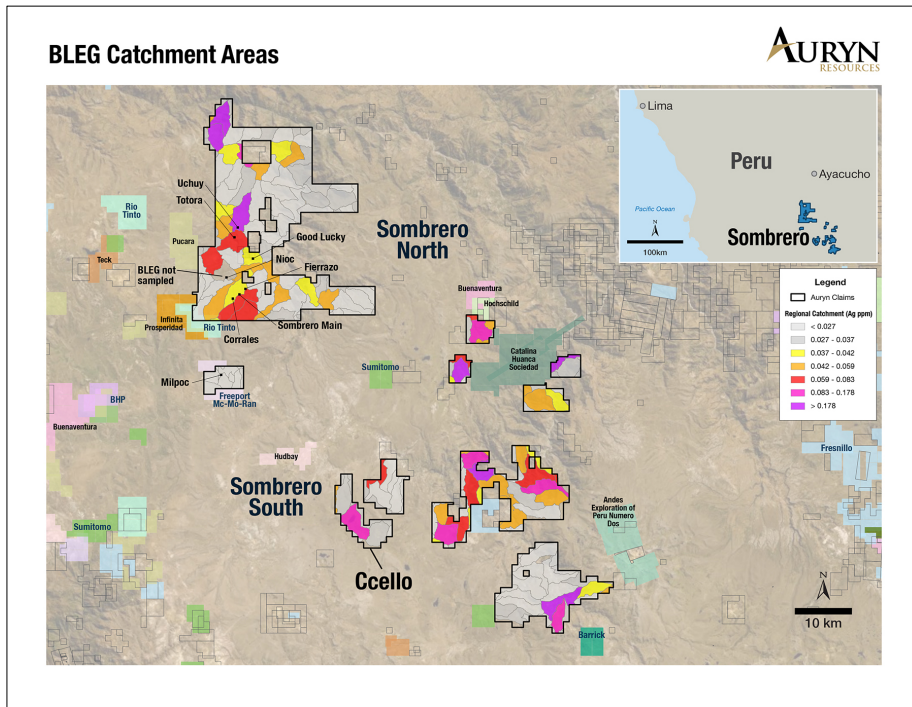 BLEG Catchment Areas
AURYN
RESOURCES
Lima
Peru
Ayacucho
Pacific Ocean
N
100km
Sombrero
Uchuy
Totora
Rio
Tinto
Pucara
Teck
BLEG not
sampled
Infinita
Prosperidad
Rio Tinto
Corrales
Good Lucky
Nioc
Fierrazo
Sombrero Main
Sombrero
North
Buenaventura
Hochschild
Catalina
Huanca
Sociedad
Sumitomo
Milpoc
Freeport
Mc-Mo-Ran
BHP
Buenaventura
Hudbay
Sombrero
South
Sumitomo
Ccello
Andes
Exploration of
Peru Numero
Dos
Barrick
Fresnillo
Legend
Auryn Claims
Regional Catchment (Ag ppm)
< 0.027
0.027 - 0.037
0.037 - 0.042
0.042 - 0.059
0.059 - 0.083
0.083 - 0.178
> 0.178
N
10 km